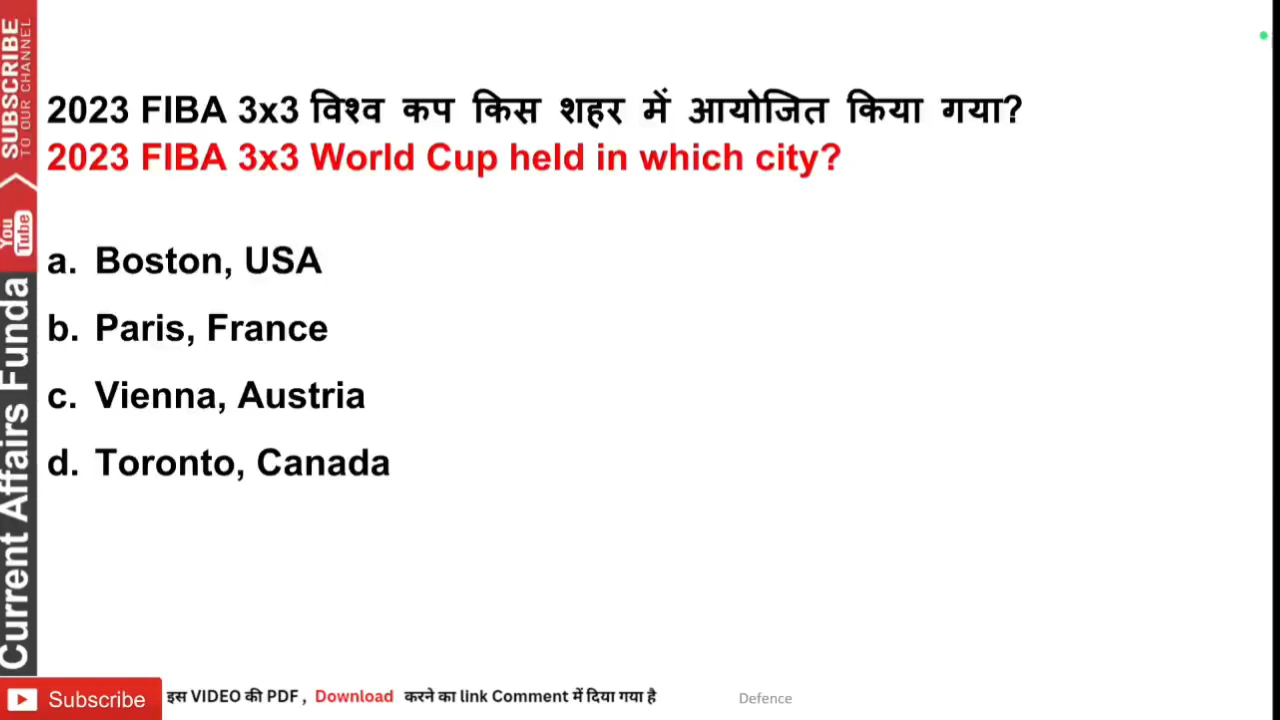 2023 FIBA 3x3 विश्व कप किस शहर में आयोजित किया गया?
2023 FIBA 3x3 World Cup held in which city?
a. Boston, USA
b. Paris, France
c. Vienna, Austria
d. Toronto, Canada
SUBSCRIBE
TO OUR CHANNEL
You
Tube
Current Affairs Funda
Subscribe
इस VIDEO की PDF , Download करने का link Comment में दिया गया है
Defence